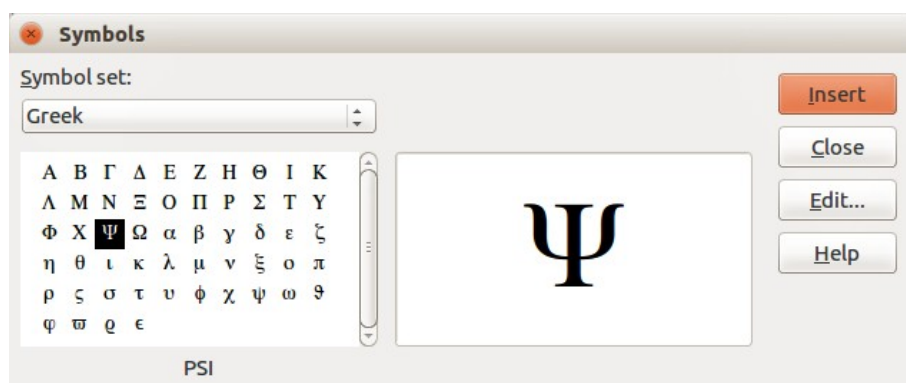 Symbols
Symbol set:
Greek
Α Β Γ Δ Ε Ζ Η Θ Ι Κ
Λ Μ Ν Ξ Ο Π Ρ Σ Τ Υ
Φ Χ Ψ Ω α β γ δ ε ζ
η θ ι κ λ μ ν ξ ο π
ρ ς σ τ υ ϕ χ ψ ω ϑ
φ ϖ ϱ ϵ
PSI
Ψ
Insert
Close
Edit...
Help